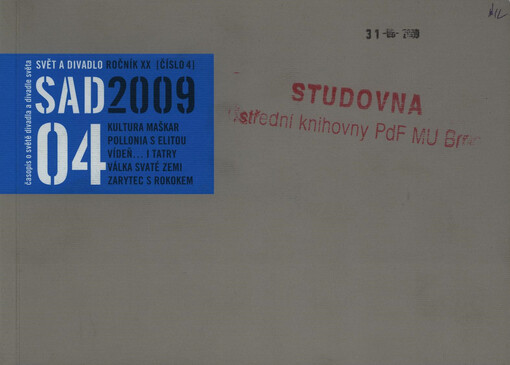 31
SVĚT A DIVADLO ROČNÍK XX (ČÍSLO 4)
časopis o světě divadla a divadle světa
SAD 2009
04
KULTURA MAŠKAR
POLLONIA S ELITOU
VÍDEŇ... I TATRY
VÁLKA SVATÉ ZEMI
ZARYTEC S ROKOKEM
STUDOVNA
střední knihovny PdF MU